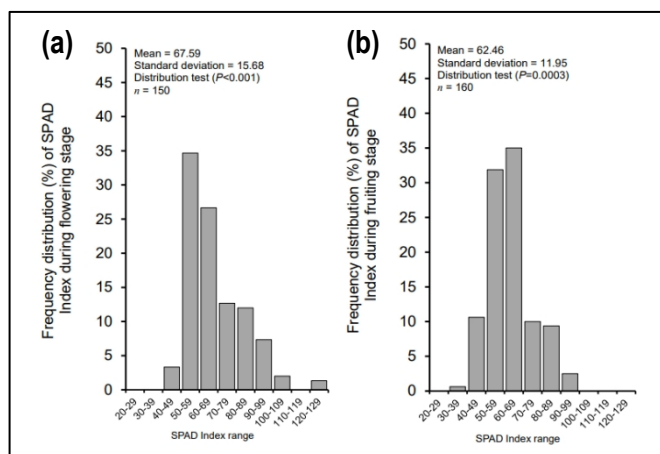 (a)
50
45
40
35
30
25
20
15
10
5
0
Frequency distribution (%) of SPAD
Index during flowering stage
Mean = 67.59
Standard deviation = 15.68
Distribution test (P<0.001)
n = 150
20-29
30-39
40-49
50-59
60-69
70-79
80-89
90-99
100-109
110-119
120-129
SPAD Index range
(b)
50
45
40
35
30
25
20
15
10
5
0
Frequency distribution (%) of SPAD
Index during fruiting stage
Mean = 62.46
Standard deviation = 11.95
Distribution test (P=0.0003)
n = 160
20-29
30-39
40-49
50-59
60-69
70-79
80-89
90-99
100-109
110-119
120-129
SPAD Index range